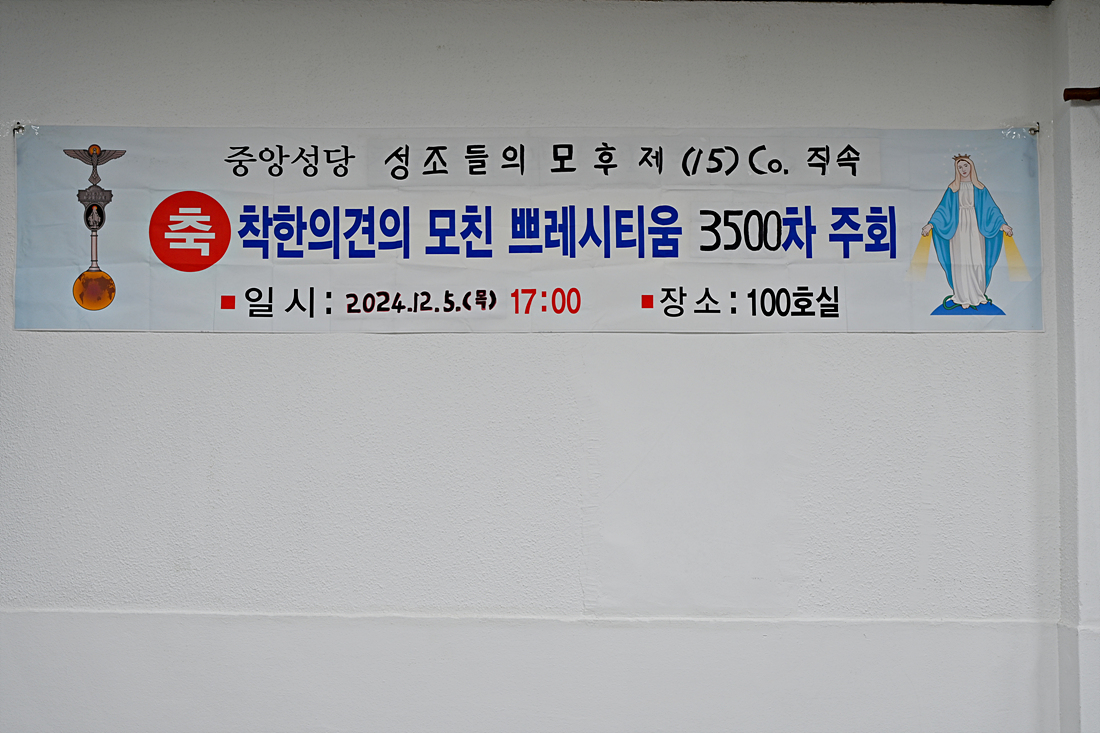 중앙성당 성조들의 모후 제 (15) Co. 직속
축 착한의견의 모친 쁘레시디움 3500차 주회
■ 일 시 : 2024.12.5.(목) 17:00 ■ 장 소 : 100호실